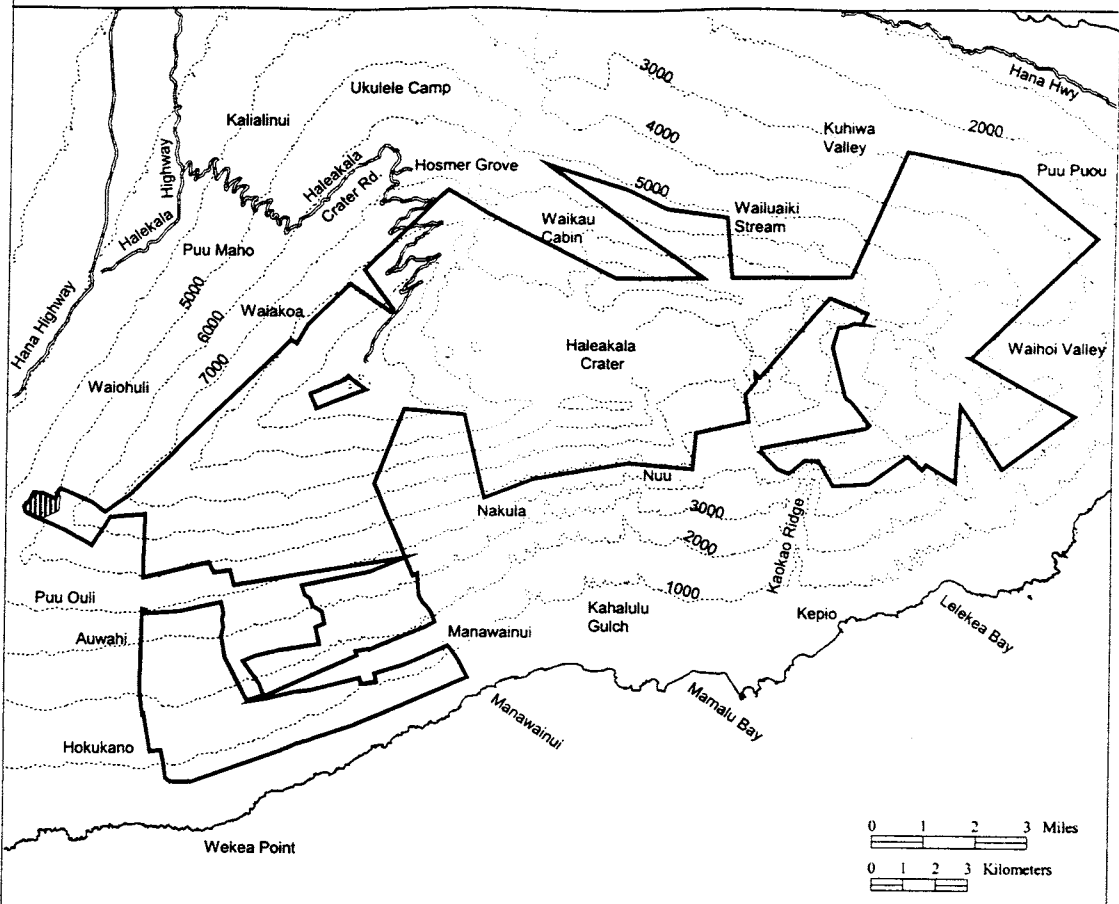 3000
Hana Hwy
Ukulele Camp
4000
2000
Kalialinui
Kuhiwa
Valley
Highway
Haleakala
Crater Rd.
Hosmer Grove
Puu Puou
5000
Halekala
Waikau
Cabin
Wailuaiki
Stream
Puu Maho
5000
Hana Highway
6000
Waiakoa
7000
Haleakala
Crater
Waihoi Valley
Waiohuli
Nuu
Nakula
3000
2000
Kaokao Ridge
1000
Puu Ouli
Kahalulu
Gulch
Kepio
Lelekea Bay
Auwahi
Manawainui
Mamalu Bay
Manawainui
Hokukano
0 1 2 3 Miles
Wekea Point
0 1 2 3 Kilometers